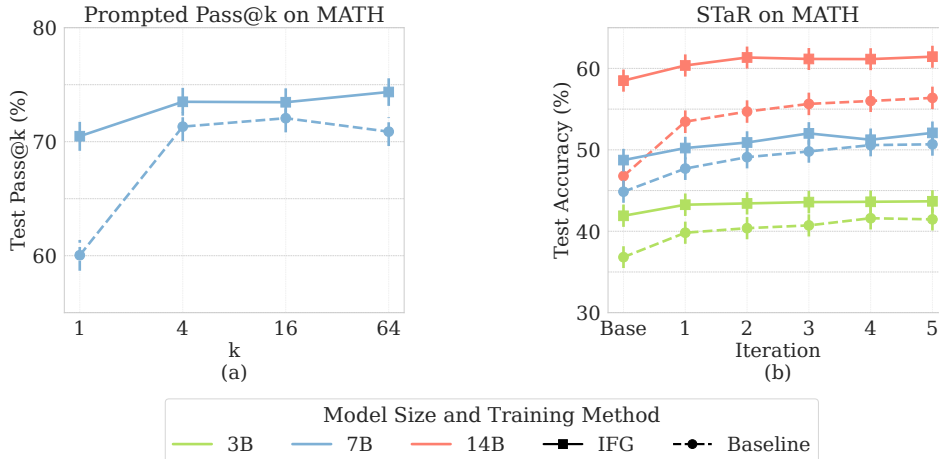 Prompted Pass@k on MATH
80
70
60
Test Pass@k (%)
1 4 16 64
k
(a)
STaR on MATH
60
50
40
30
Test Accuracy (%)
Base 1 2 3 4 5
Iteration
(b)
Model Size and Training Method
3B 7B 14B IFG Baseline